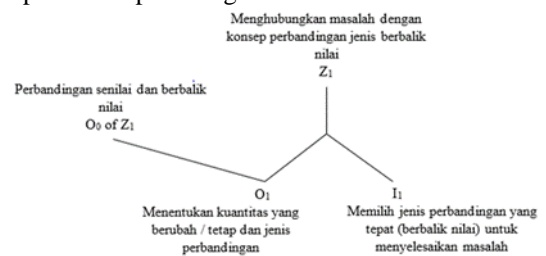 Menghubungkan masalah dengan
konsep perbandingan jenis berbalik
nilai
Z1
Perbandingan senilai dan berbalik
nilai
O0 of Z1
O1
Menentukan kuantitas yang
berubah / tetap dan jenis
perbandingan
I1
Memilih jenis perbandingan yang
tepat (berbalik nilai) untuk
menyelesaikan masalah